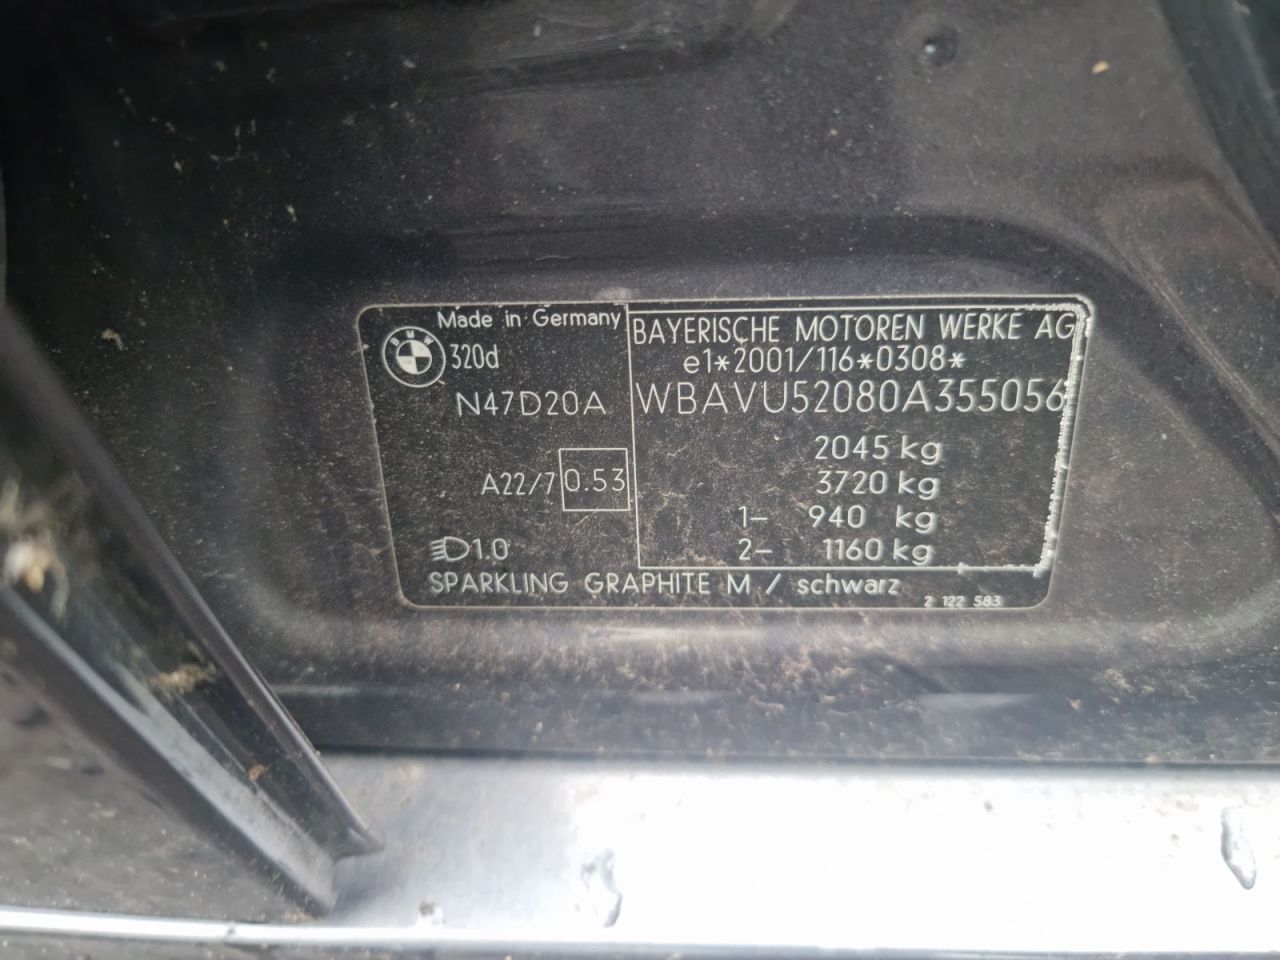 Made in Germany
BMW
320d
N47D20A
A22/7 0.53
1.0
BAYERISCHE MOTOREN WERKE AG
e1*2001/116*0308*
WBAVU52080A355056
2045 kg
3720 kg
1- 940 kg
2- 1160 kg
SPARKLING GRAPHITE M / schwarz
2 122 583